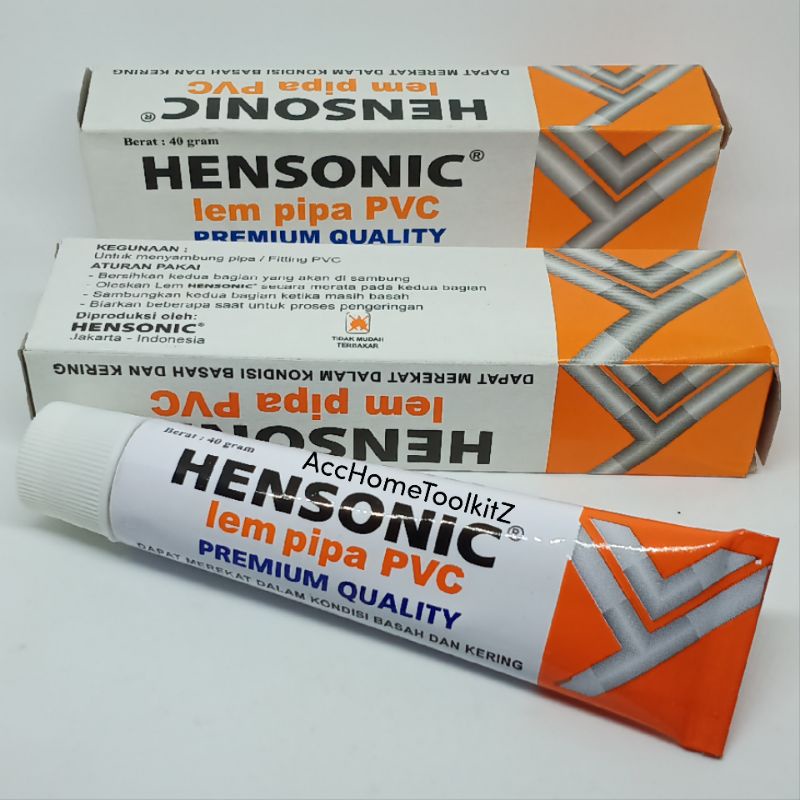 DAPAT MEREKAT DALAM KONDISI BASAH DAN KERING
lem pipa PVC
HENSONIC®
Berat : 40 gram
HENSONIC®
lem pipa PVC
PREMIUM QUALITY
KEGUNAAN :
Untuk menyambung pipa / Fitting PVC
ATURAN PAKAI
- Bersihkan kedua bagian yang akan di sambung
- Oleskan Lem HENSONIC® secara merata pada kedua bagian
- Sambungkan kedua bagian ketika masih basah
- Biarkan beberapa saat untuk proses pengeringan
Diproduksi oleh:
HENSONIC®
Jakarta - Indonesia
TIDAK MUDAH
TERBAKAR
DAPAT MEREKAT DALAM KONDISI BASAH DAN KERING
lem pipa PVC
HENSONIC
AccHomeToolkitZ
Berat : 40 gram
HENSONIC®
lem pipa PVC
PREMIUM QUALITY
DAPAT MEREKAT DALAM KONDISI BASAH DAN KERING